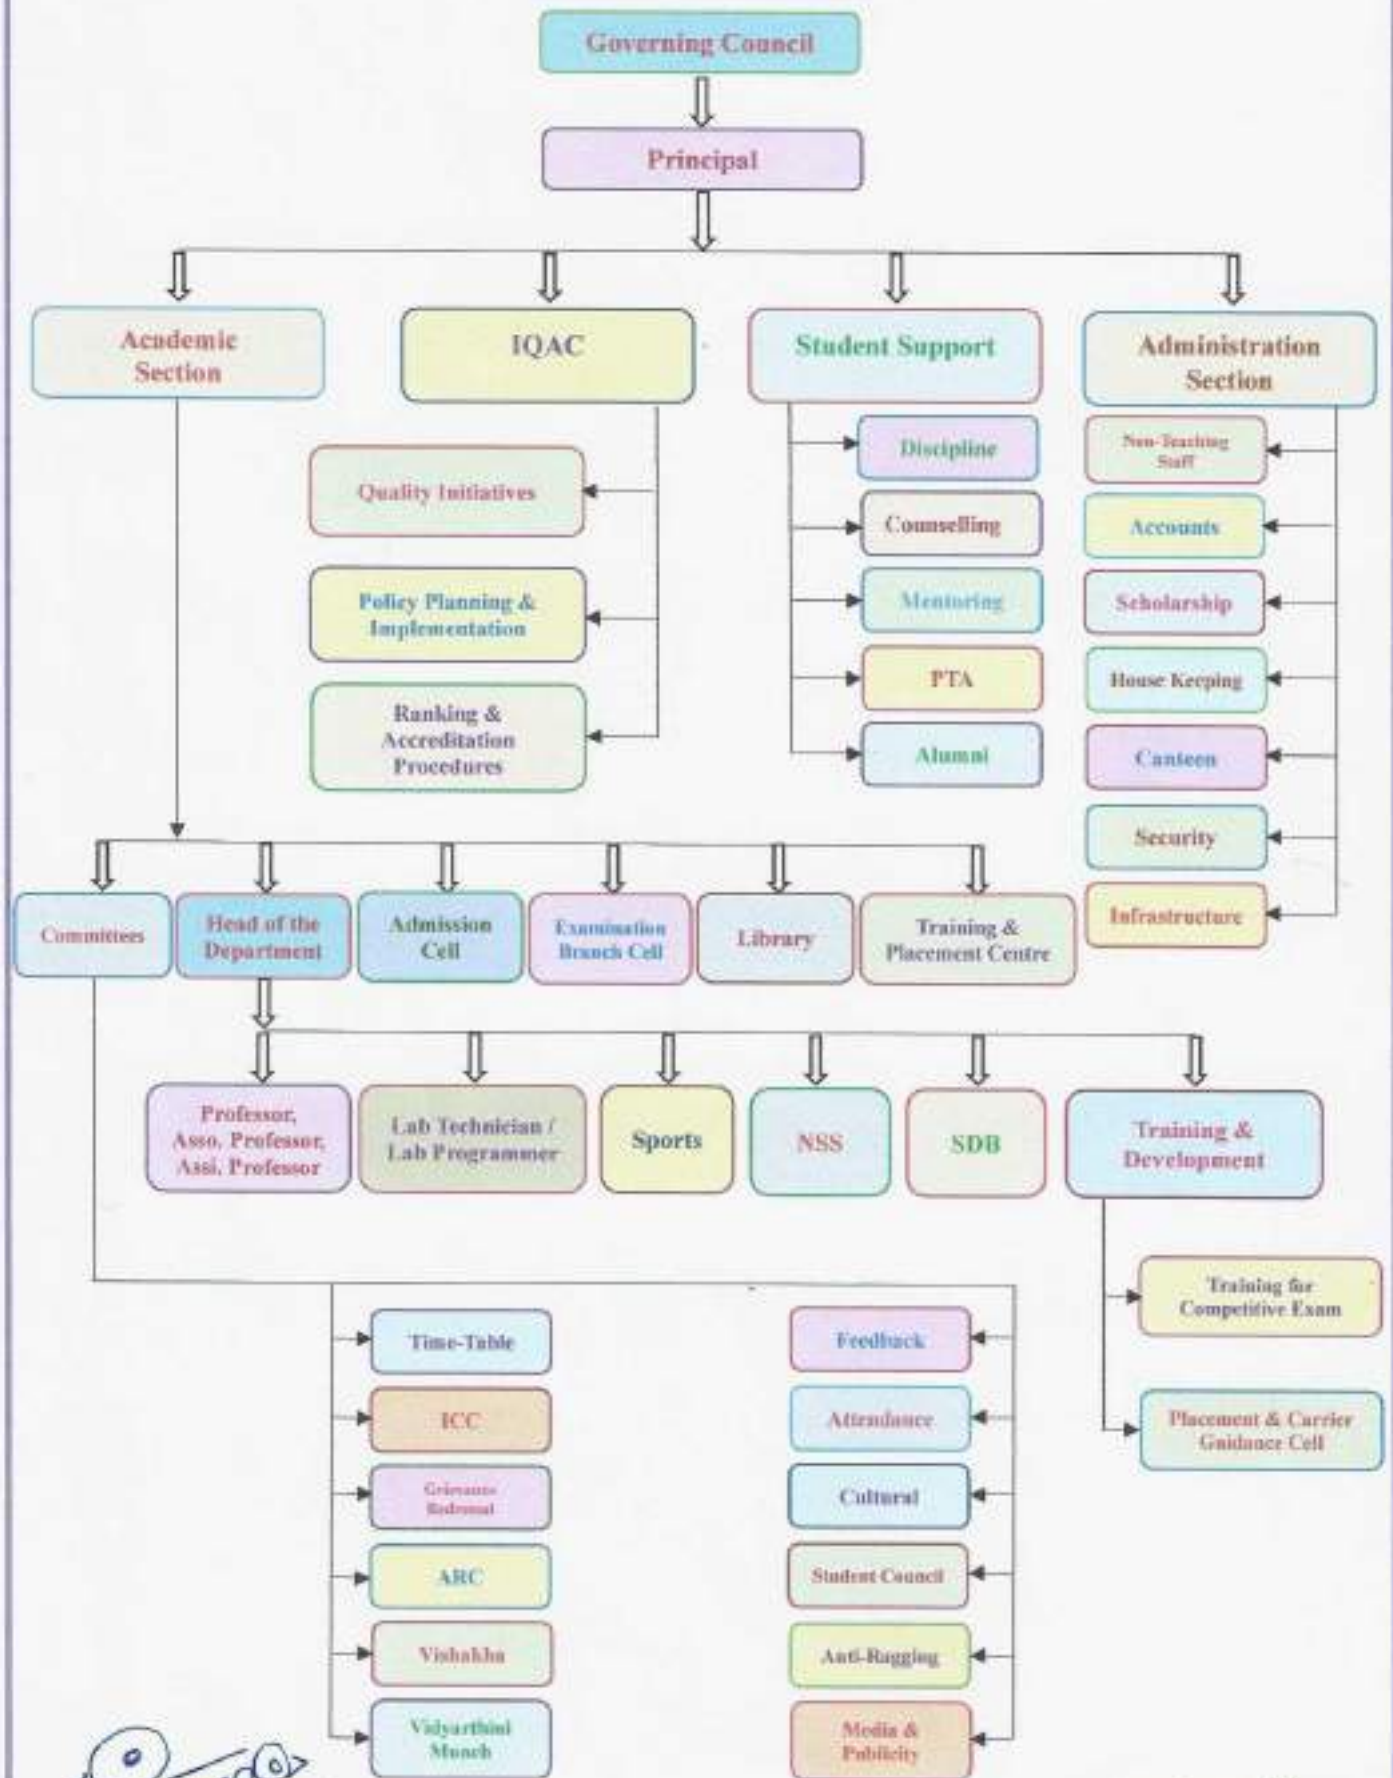 Governing Council
Principal
Academic
Section
IQAC
Student Support
Administration
Section
Quality Initiatives
Policy Planning &
Implementation
Ranking &
Accreditation
Procedures
Discipline
Counselling
Mentoring
PTA
Alumni
Non-Teaching
Staff
Accounts
Scholarship
House Keeping
Canteen
Security
Infrastructure
Committees
Head of the
Department
Admission
Cell
Examination
Branch Cell
Library
Training &
Placement Centre
Professor,
Asso. Professor,
Assi. Professor
Lab Technician /
Lab Programmer
Sports
NSS
SDB
Training &
Development
Training for
Competitive Exam
Placement & Carrier
Guidance Cell
Time-Table
ICC
Grievance
Redressal
ARC
Vishakha
Vidyarthini
Munch
Feedback
Attendance
Cultural
Student Council
Anti-Ragging
Media &
Publicity